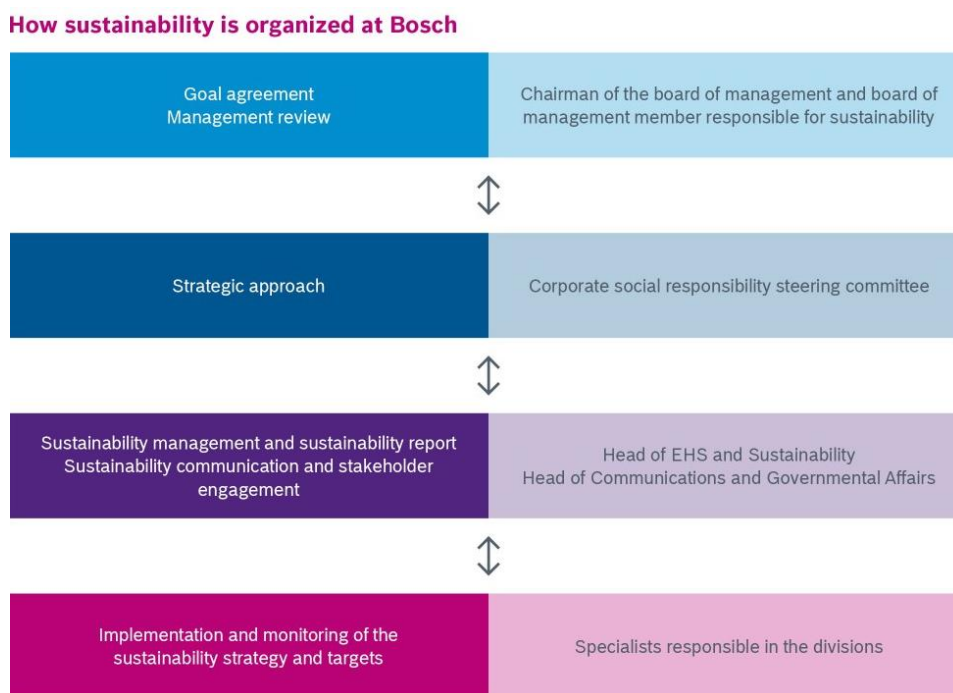 How sustainability is organized at Bosch
Goal agreement
Management review
Chairman of the board of management and board of
management member responsible for sustainability
Strategic approach
Corporate social responsibility steering committee
Sustainability management and sustainability report
Sustainability communication and stakeholder
engagement
Head of EHS and Sustainability
Head of Communications and Governmental Affairs
Implementation and monitoring of the
sustainability strategy and targets
Specialists responsible in the divisions